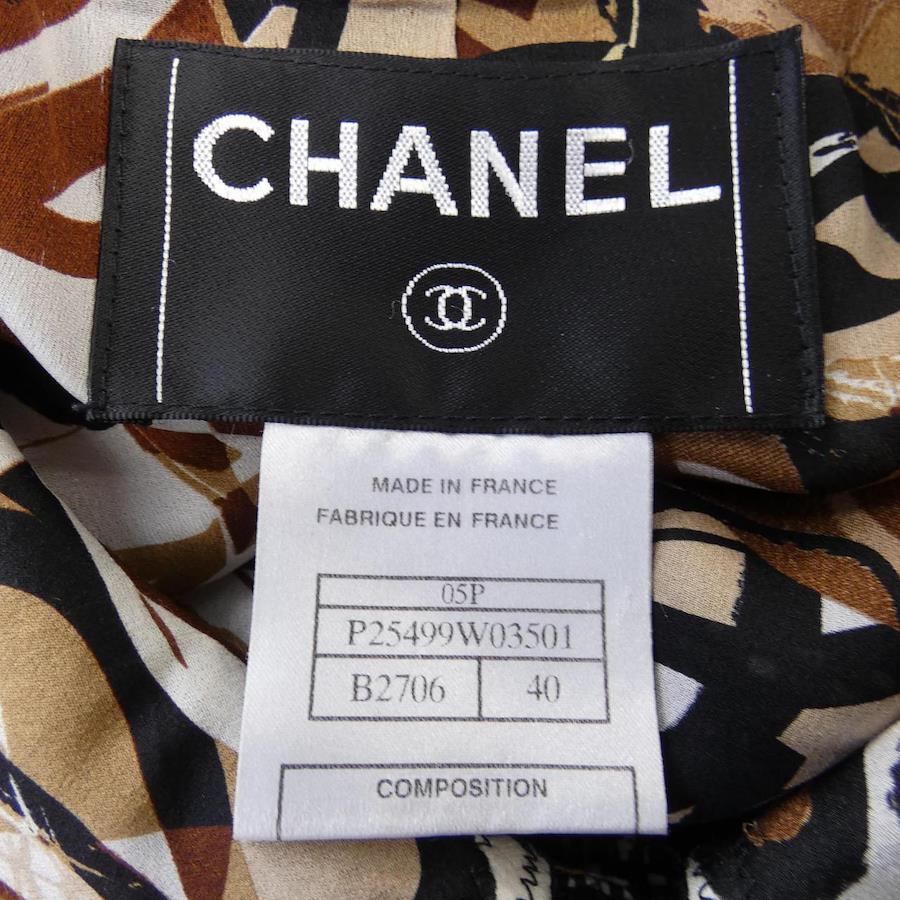 CHANEL
MADE IN FRANCE
FABRIQUE EN FRANCE
05P
P25499W03501
B2706 40
COMPOSITION